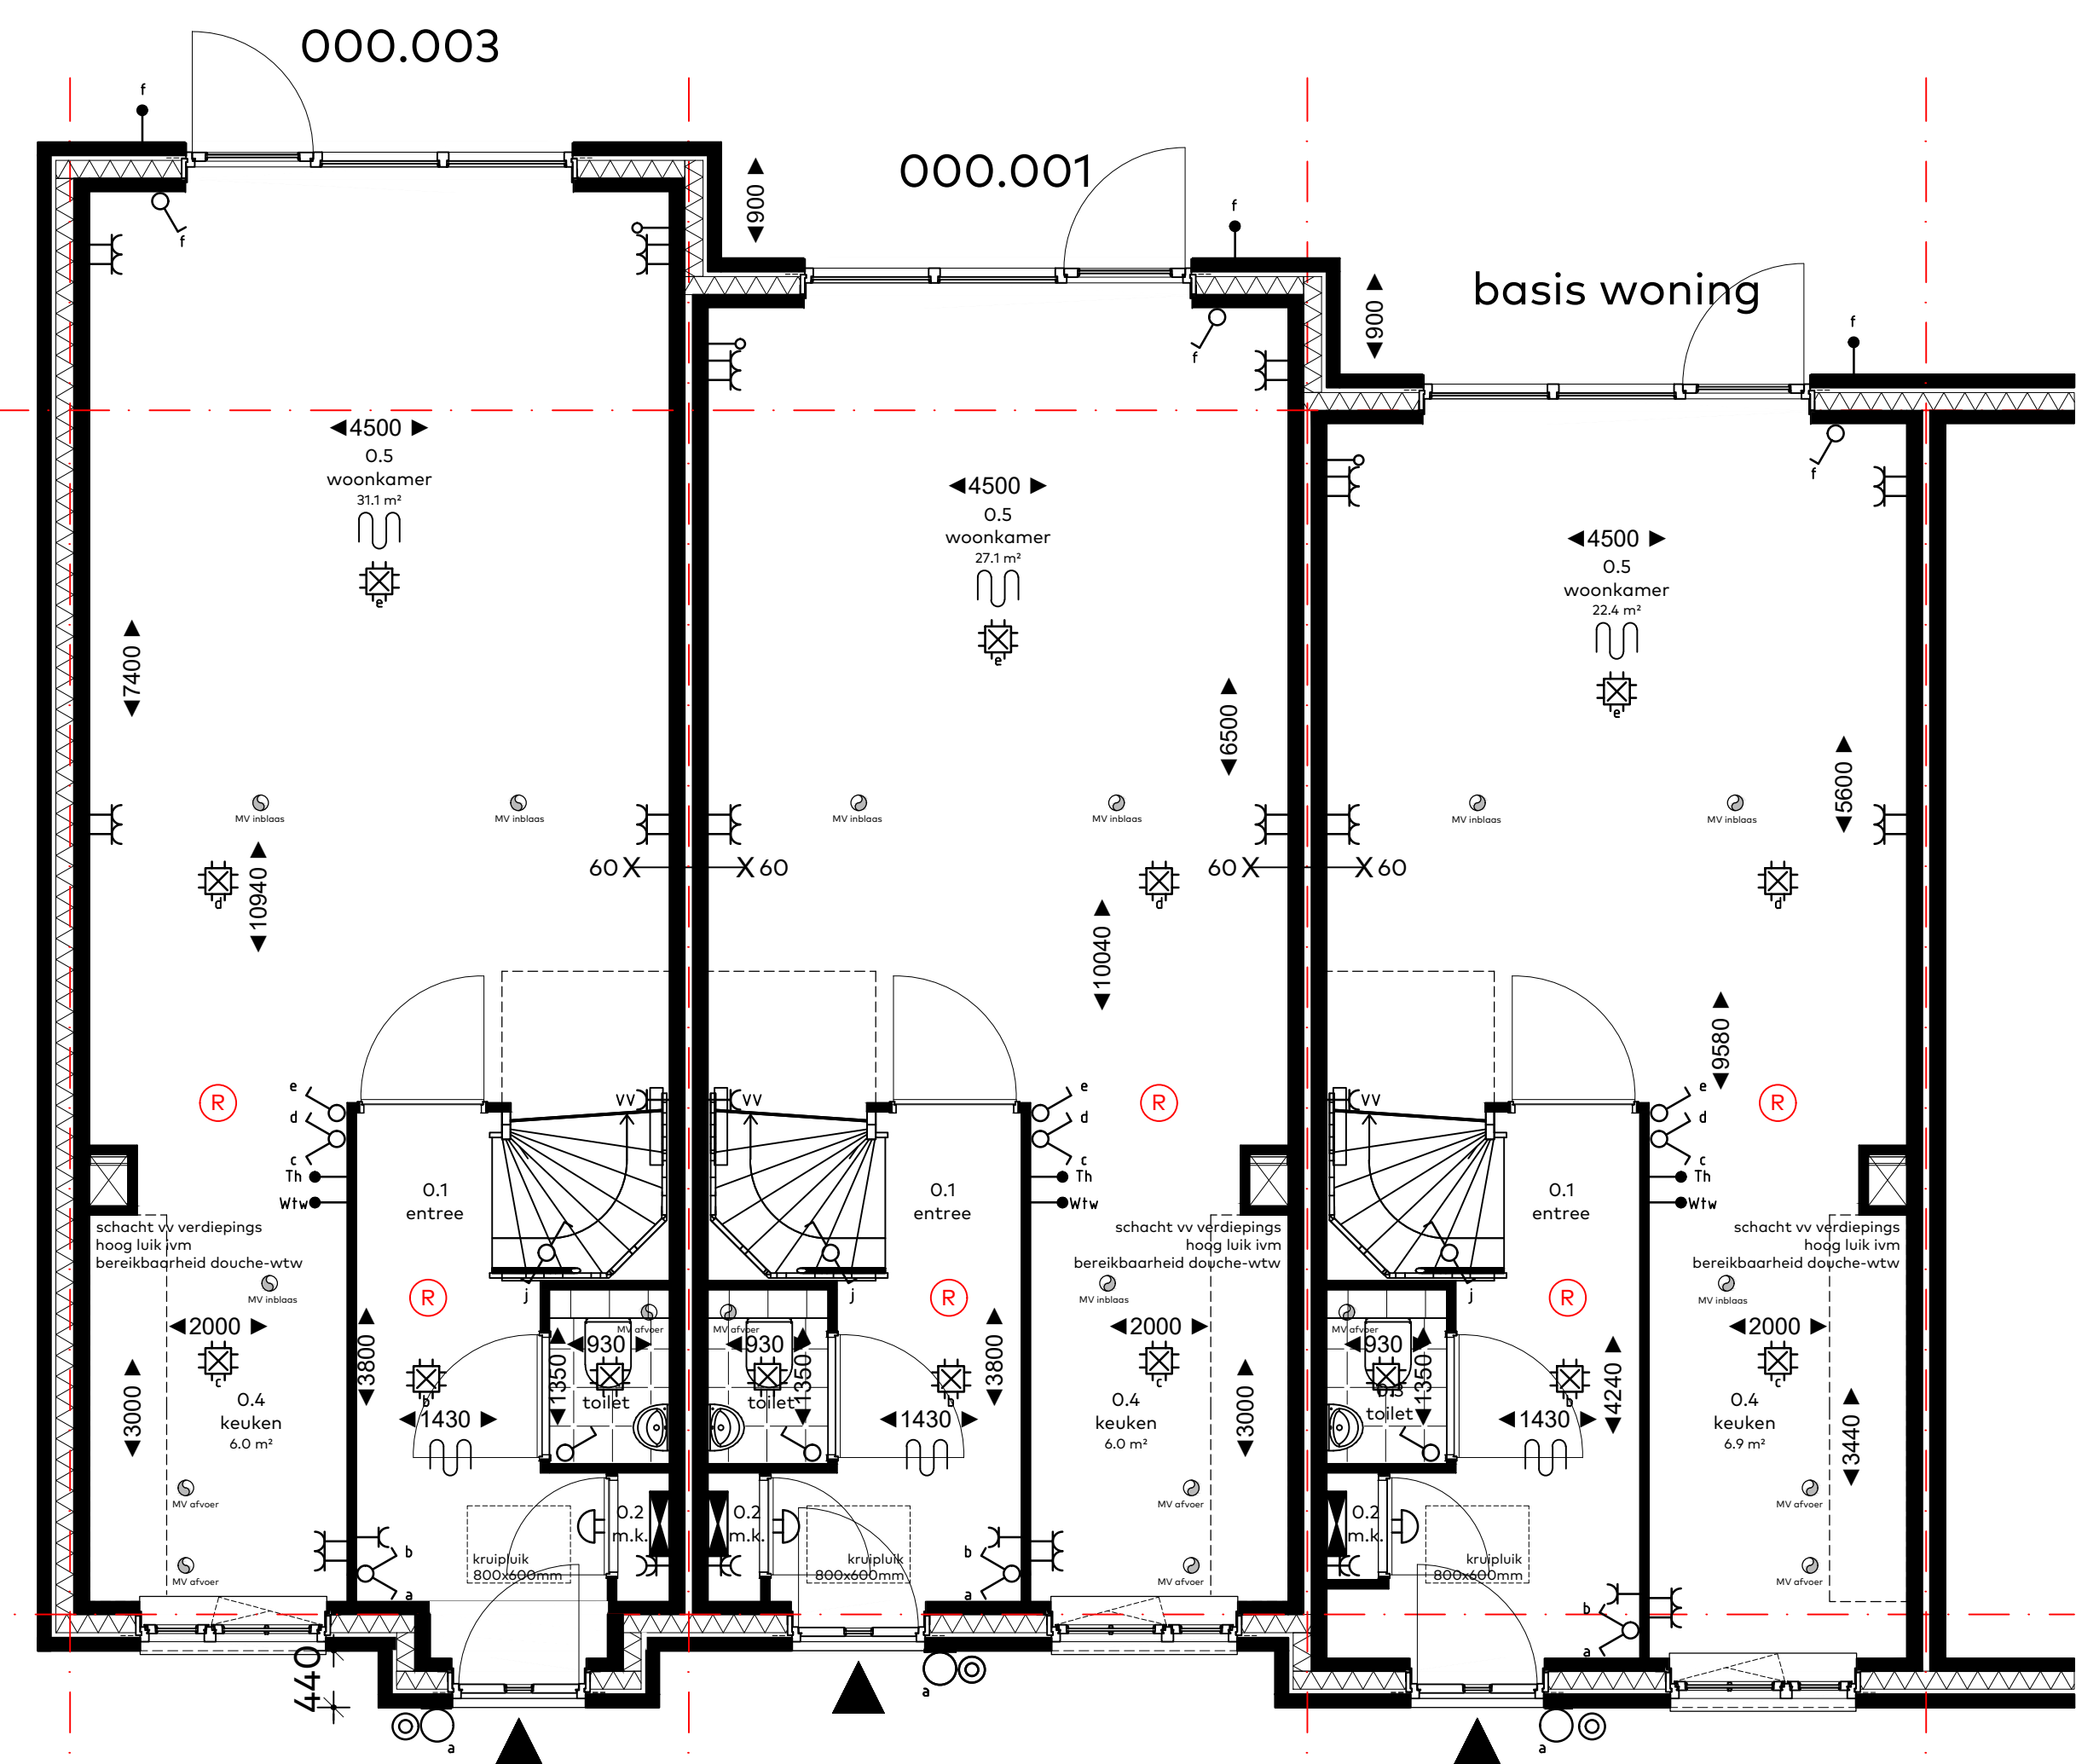 000.003
000.001
basis woning
f
f
f
f
f
f
900
900
4500
0.5
woonkamer
31.1 m²
e
4500
0.5
woonkamer
27.1 m²
e
4500
0.5
woonkamer
22.4 m²
e
7400
6500
5600
MV inblaas
MV inblaas
MV inblaas
MV inblaas
MV inblaas
MV inblaas
60 X
X 60
60 X
X 60
d
d
d
10940
10040
9580
R
R
R
e
d
c
Th
Wtw
vv
vv
e
d
c
Th
Wtw
vv
e
d
c
Th
Wtw
0.1
entree
0.1
entree
0.1
entree
schacht vv verdiepings
hoog luik ivm
bereikbaarheid douche-wtw
schacht vv verdiepings
hoog luik ivm
bereikbaarheid douche-wtw
schacht vv verdiepings
hoog luik ivm
bereikbaarheid douche-wtw
MV inblaas
MV inblaas
MV inblaas
R
R
R
j
j
j
MV afvoer
MV afvoer
MV afvoer
2000
c
3800
930
1350
toilet
930
1350
toilet
3800
2000
c
930
1350
toilet
4240
2000
c
b
b
b
3000
0.4
keuken
6.0 m²
1430
1430
0.4
keuken
6.0 m²
3000
1430
0.4
keuken
6.9 m²
3440
MV afvoer
MV afvoer
MV afvoer
MV afvoer
MV afvoer
MV afvoer
0.2
m.k.
0.2
m.k.
0.2
m.k.
kruipluik
800x600mm
kruipluik
800x600mm
kruipluik
800x600mm
b
a
b
a
b
a
440
a
a
a